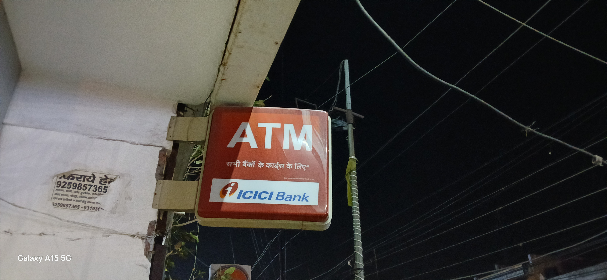 ATM
सभी बैंकों के कार्ड्स के लिए*
ICICI Bank
किराये हेतु
9259857365
Galaxy A15 5G